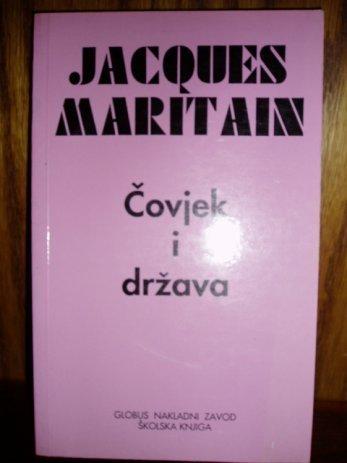 JACQUES
MARITAIN
Čovjek
i
država
GLOBUS NAKLADNI ZAVOD
ŠKOLSKA KNJIGA